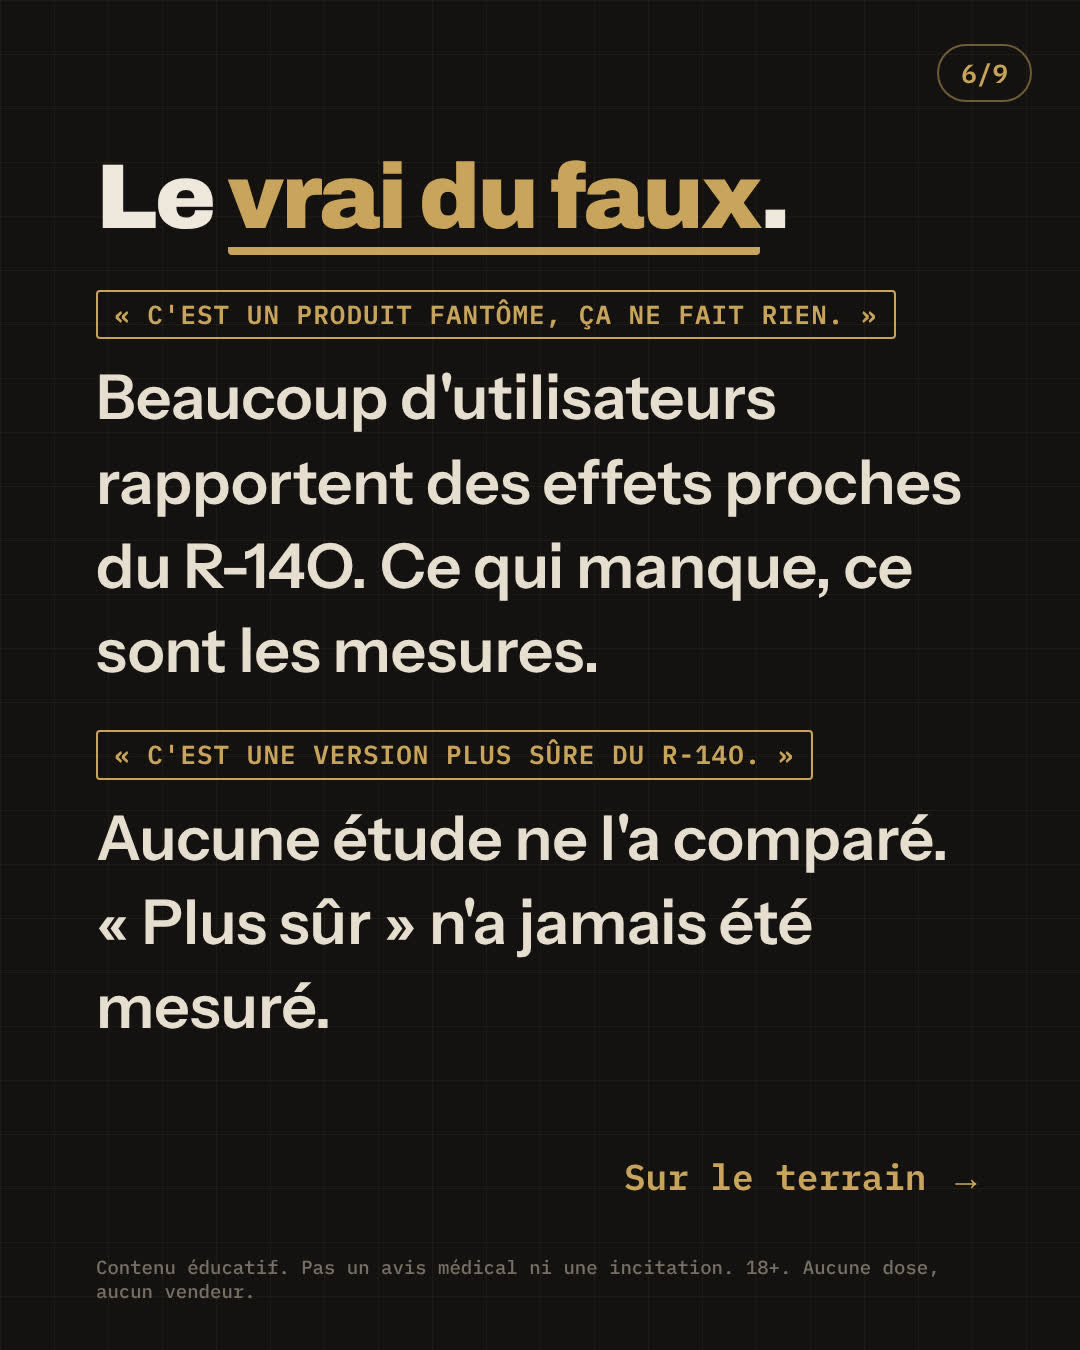 6/9
Le vrai du faux.
« C'EST UN PRODUIT FANTÔME, ÇA NE FAIT RIEN. »
Beaucoup d'utilisateurs
rapportent des effets proches
du R-14O. Ce qui manque, ce
sont les mesures.
« C'EST UNE VERSION PLUS SÛRE DU R-14O. »
Aucune étude ne l'a comparé.
« Plus sûr » n'a jamais été
mesuré.
Sur le terrain →
Contenu éducatif. Pas un avis médical ni une incitation. 18+. Aucune dose,
aucun vendeur.